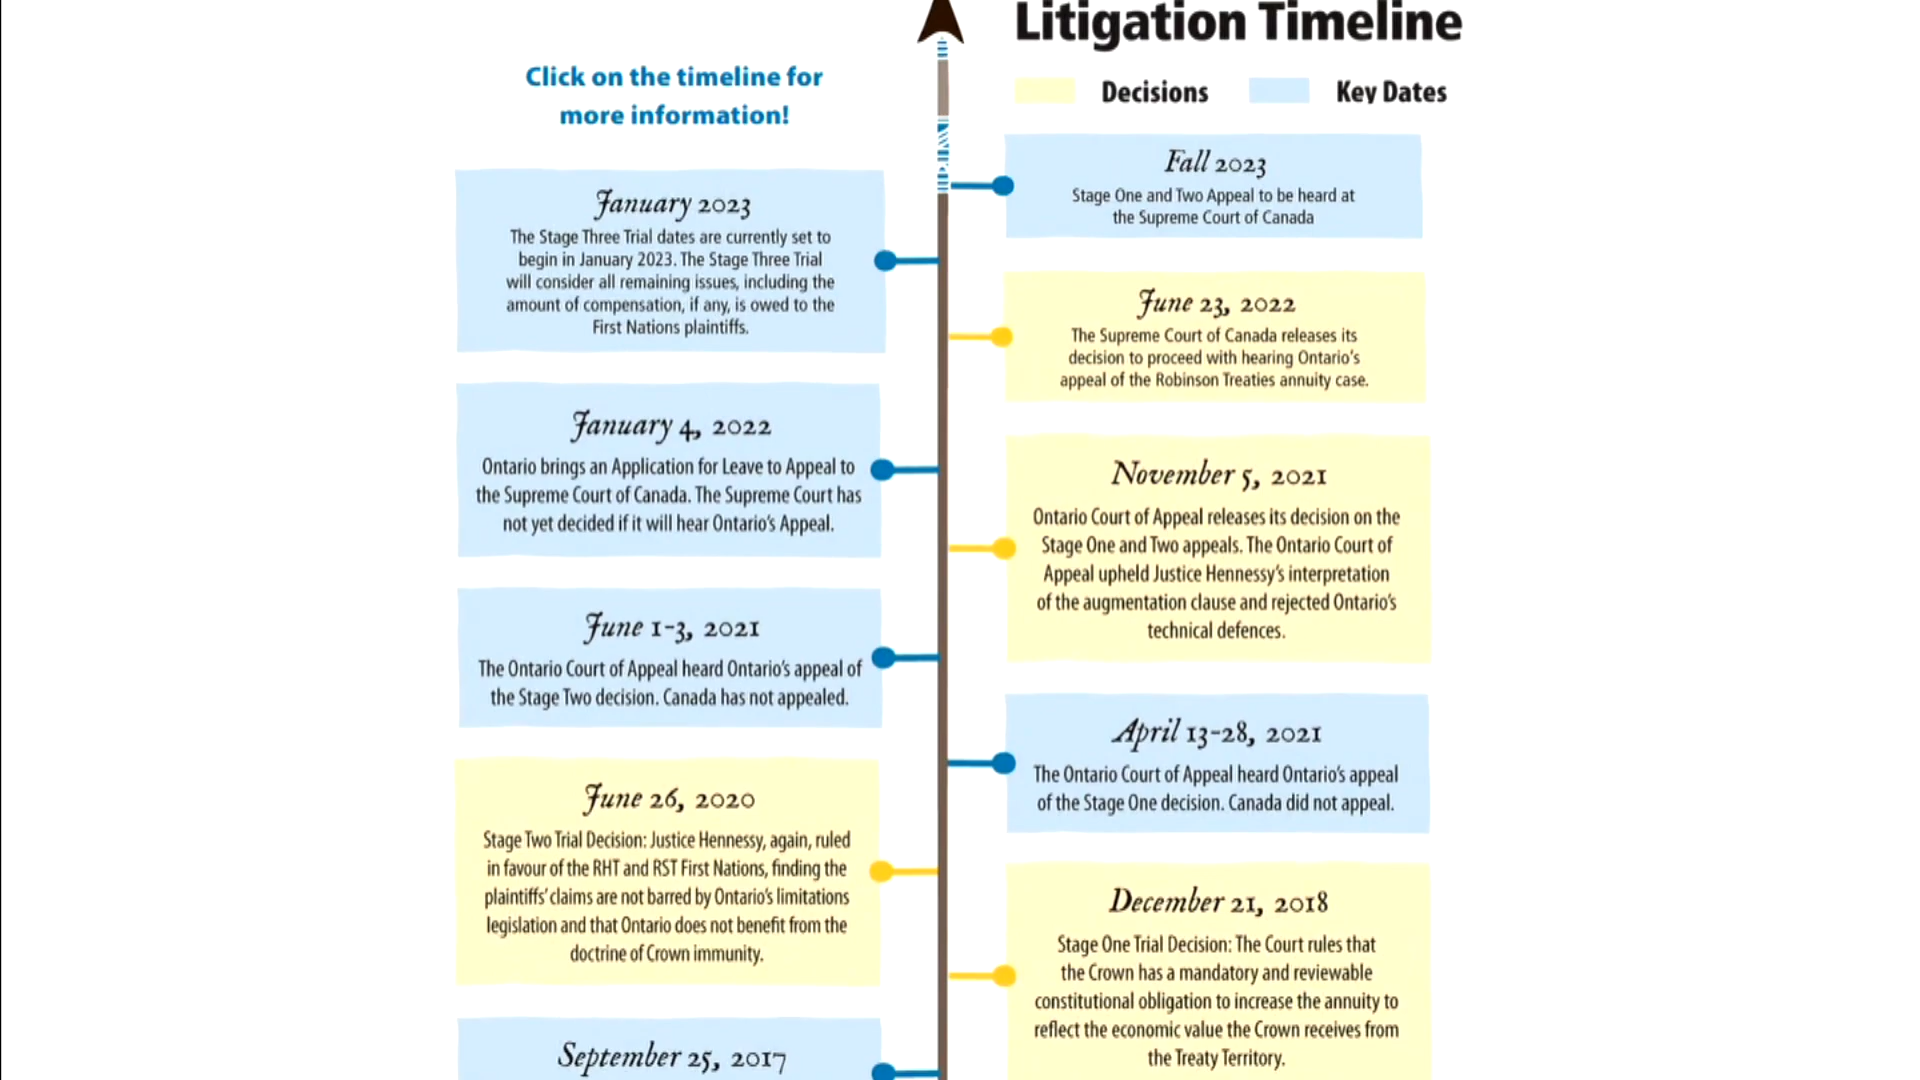 Litigation Timeline
Click on the timeline for
more information!
Decisions
Key Dates
Fall 2023
Stage One and Two Appeal to be heard at
the Supreme Court of Canada
January 2023
The Stage Three Trial dates are currently set to
begin in January 2023. The Stage Three Trial
will consider all remaining issues, including the
amount of compensation, if any, is owed to the
First Nations plaintiffs.
June 23, 2022
The Supreme Court of Canada releases its
decision to proceed with hearing Ontario's
appeal of the Robinson Treaties annuity case.
January 4, 2022
Ontario brings an Application for Leave to Appeal to
the Supreme Court of Canada. The Supreme Court has
not yet decided if it will hear Ontario's Appeal.
November 5, 2021
Ontario Court of Appeal releases its decision on the
Stage One and Two appeals. The Ontario Court of
Appeal upheld Justice Hennessy's interpretation
of the augmentation clause and rejected Ontario's
technical defences.
June 1-3, 2021
The Ontario Court of Appeal heard Ontario's appeal of
the Stage Two decision. Canada has not appealed.
April 13-28, 2021
The Ontario Court of Appeal heard Ontario's appeal
of the Stage One decision. Canada did not appeal.
June 26, 2020
Stage Two Trial Decision: Justice Hennessy, again, ruled
in favour of the RHT and RST First Nations, finding the
plaintiffs' claims are not barred by Ontario's limitations
legislation and that Ontario does not benefit from the
doctrine of Crown immunity.
December 21, 2018
Stage One Trial Decision: The Court rules that
the Crown has a mandatory and reviewable
constitutional obligation to increase the annuity to
reflect the economic value the Crown receives from
the Treaty Territory.
September 25, 2017